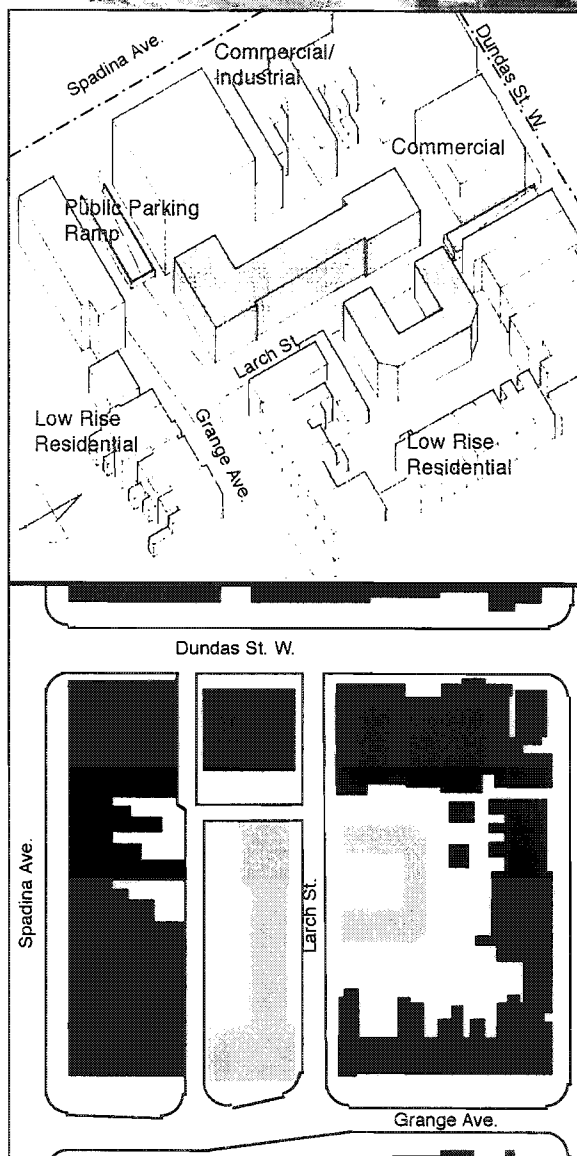 Spadina Ave.
Commercial/
Industrial
Dundas St. W.
Commercial
Public Parking
Ramp
Larch St.
Low Rise
Residential
Grange Ave.
Low Rise
Residential
Dundas St. W.
Spadina Ave.
Larch St.
Grange Ave.